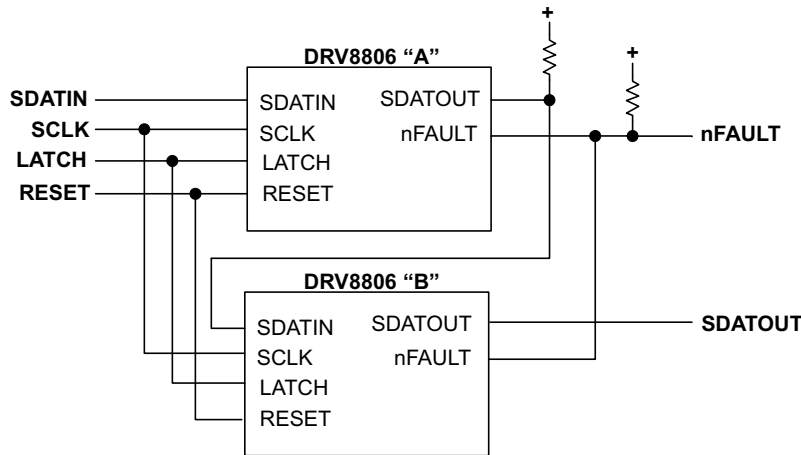 +
+
DRV8806 “A”
SDATIN
SCLK
LATCH
RESET
SDATIN
SCLK
LATCH
RESET
SDATOUT
nFAULT
nFAULT
DRV8806 “B”
SDATIN
SCLK
LATCH
RESET
SDATOUT
nFAULT
SDATOUT